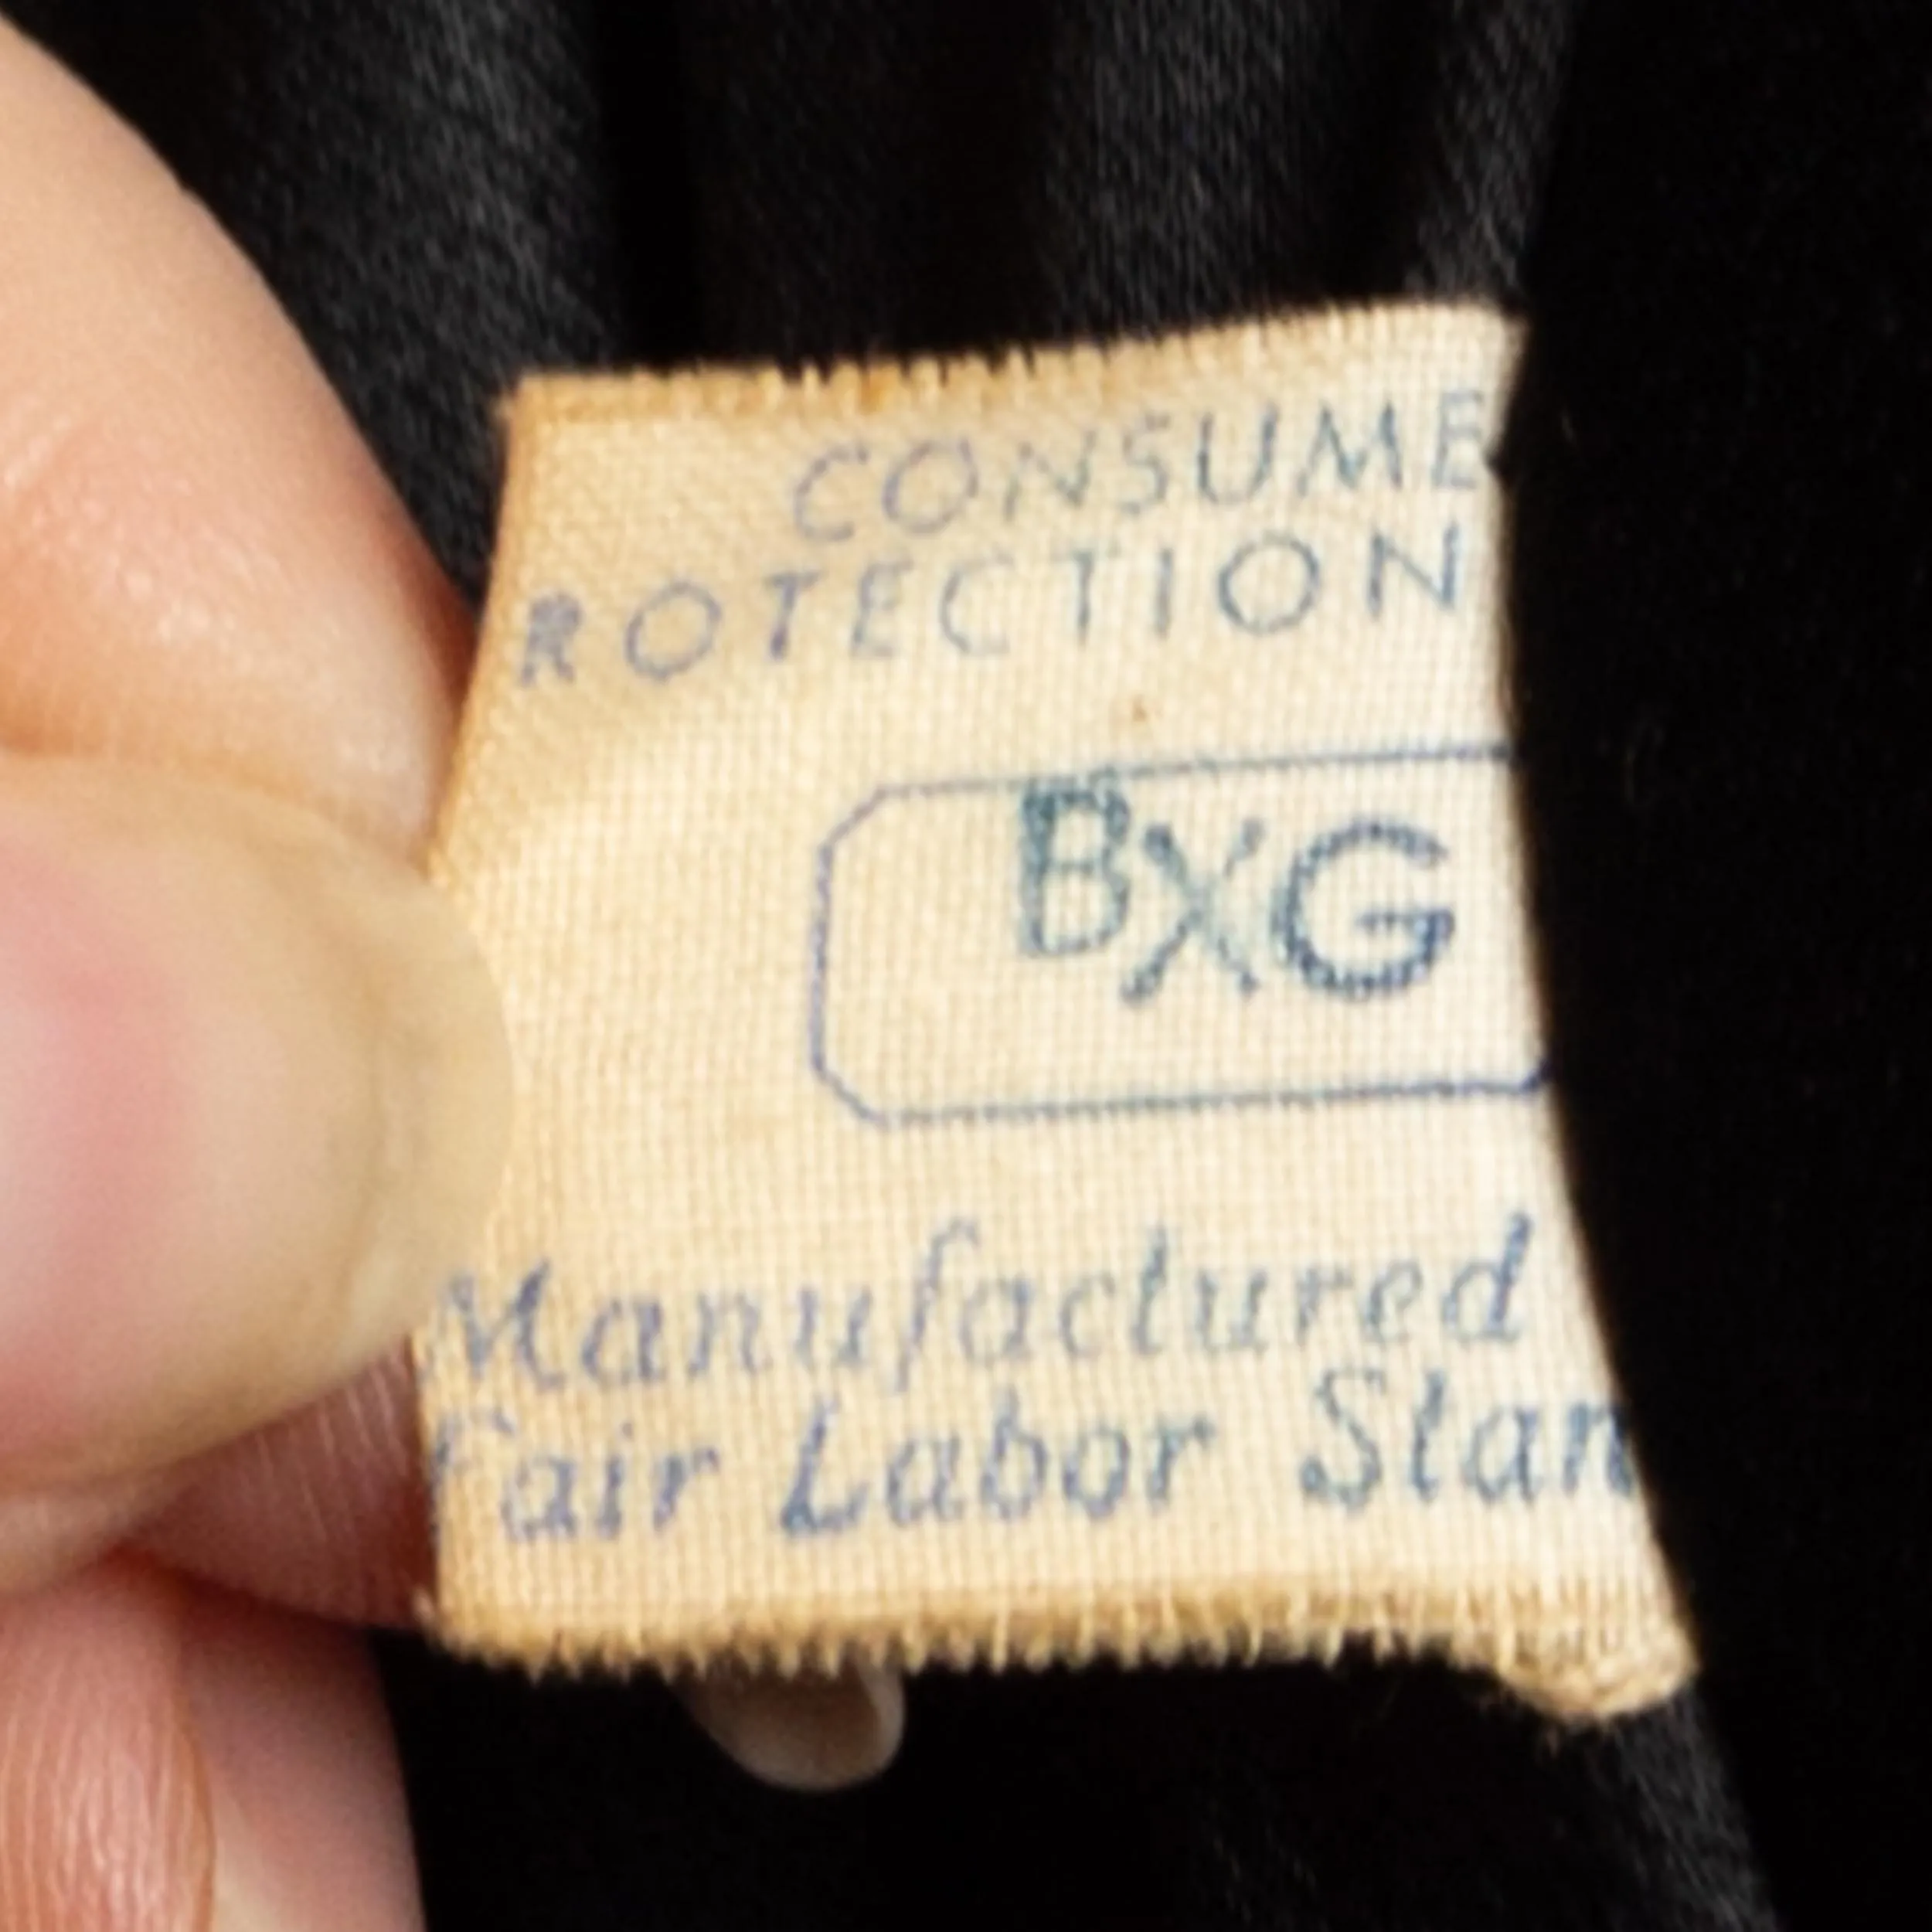 CONSUME
ROTECTION
BXG
Manufactured
Fair Labor Stan